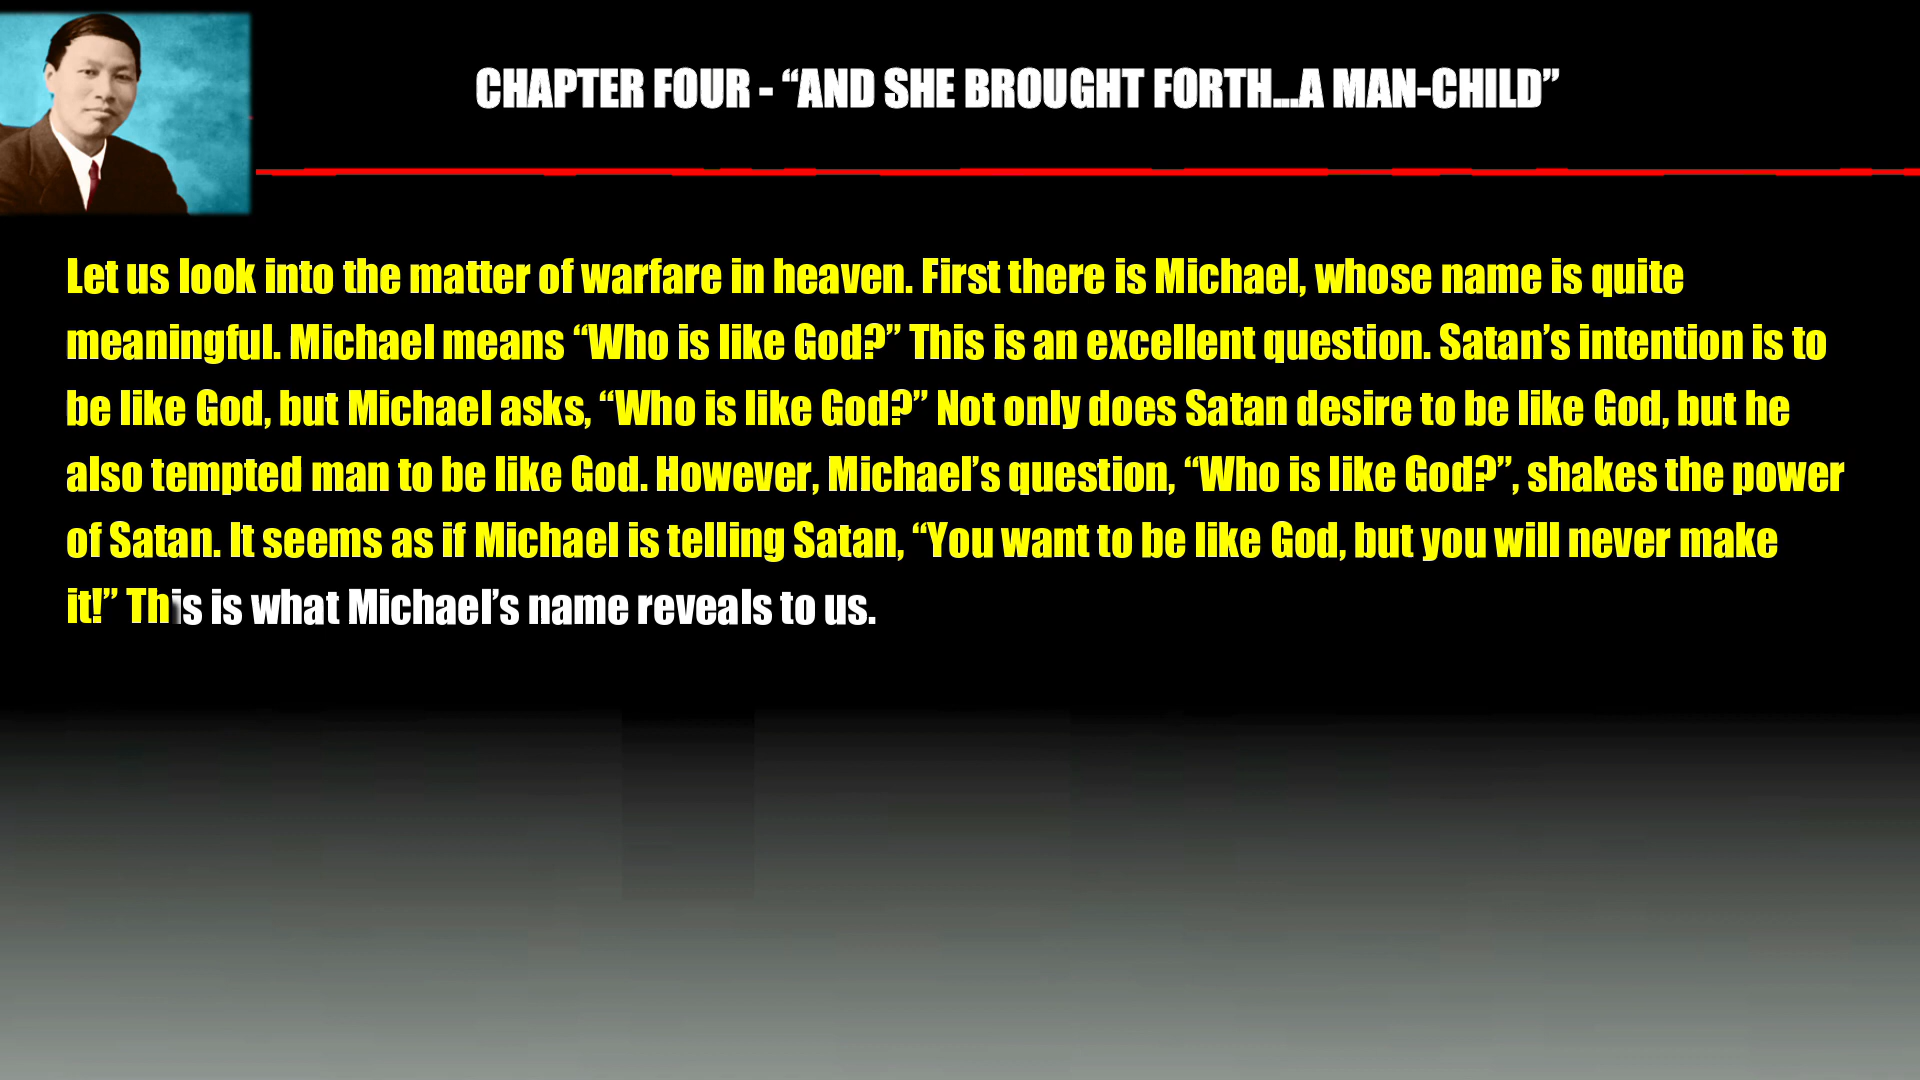 CHAPTER FOUR - “AND SHE BROUGHT FORTH...A MAN-CHILD”
Let us look into the matter of warfare in heaven. First there is Michael, whose name is quite
meaningful. Michael means “Who is like God?” This is an excellent question. Satan’s intention is to
be like God, but Michael asks, “Who is like God?” Not only does Satan desire to be like God, but he
also tempted man to be like God. However, Michael’s question, “Who is like God?”, shakes the power
of Satan. It seems as if Michael is telling Satan, “You want to be like God, but you will never make
it!” This is what Michael’s name reveals to us.